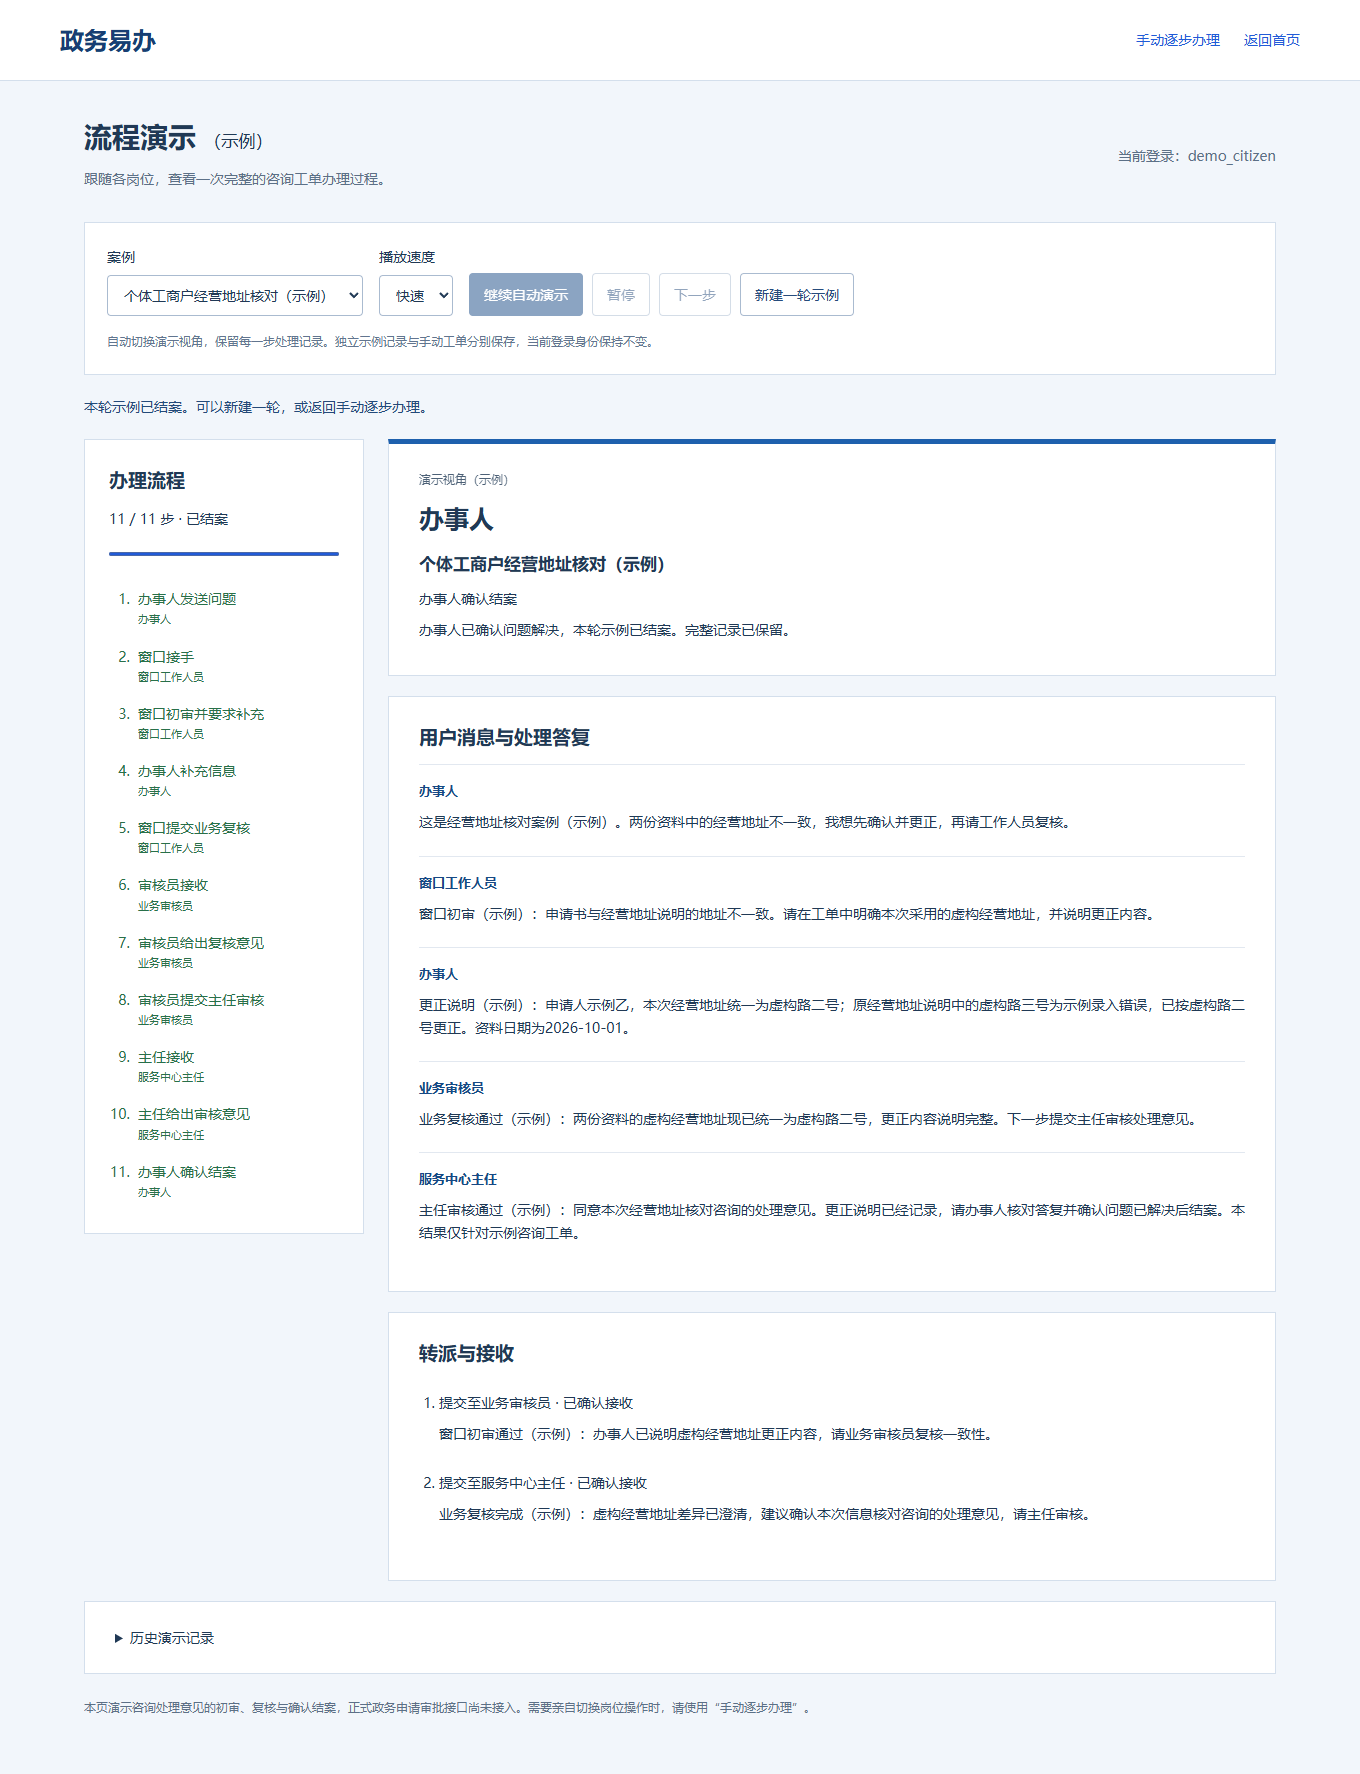 政务易办
手动逐步办理
返回首页
流程演示 （示例）
跟随各岗位，查看一次完整的咨询工单办理过程。
当前登录：demo_citizen
案例
播放速度
个体工商户经营地址核对（示例）
快速
继续自动演示
暂停
下一步
新建一轮示例
自动切换演示视角，保留每一步处理记录。独立示例记录与手动工单分别保存，当前登录身份保持不变。
本轮示例已结案。可以新建一轮，或返回手动逐步办理。
办理流程
11 / 11 步 · 已结案
1. 办事人发送问题
办事人
2. 窗口接手
窗口工作人员
3. 窗口初审并要求补充
窗口工作人员
4. 办事人补充信息
办事人
5. 窗口提交业务复核
窗口工作人员
6. 审核员接收
业务审核员
7. 审核员给出复核意见
业务审核员
8. 审核员提交主任审核
业务审核员
9. 主任接收
服务中心主任
10. 主任给出审核意见
服务中心主任
11. 办事人确认结案
办事人
演示视角（示例）
办事人
个体工商户经营地址核对（示例）
办事人确认结案
办事人已确认问题解决，本轮示例已结案。完整记录已保留。
用户消息与处理答复
办事人
这是经营地址核对案例（示例）。两份资料中的经营地址不一致，我想先确认并更正，再请工作人员复核。
窗口工作人员
窗口初审（示例）：申请书与经营地址说明的地址不一致。请在工单中明确本次采用的虚构经营地址，并说明更正内容。
办事人
更正说明（示例）：申请人示例乙，本次经营地址统一为虚构路二号；原经营地址说明中的虚构路三号为示例录入错误，已按虚构路二
号更正。资料日期为2026-10-01。
业务审核员
业务复核通过（示例）：两份资料的虚构经营地址现已统一为虚构路二号，更正内容说明完整。下一步提交主任审核处理意见。
服务中心主任
主任审核通过（示例）：同意本次经营地址核对咨询的处理意见。更正说明已经记录，请办事人核对答复并确认问题已解决后结案。本
结果仅针对示例咨询工单。
转派与接收
1. 提交至业务审核员 · 已确认接收
窗口初审通过（示例）：办事人已说明虚构经营地址更正内容，请业务审核员复核一致性。
2. 提交至服务中心主任 · 已确认接收
业务复核完成（示例）：虚构经营地址差异已澄清，建议确认本次信息核对咨询的处理意见，请主任审核。
▶ 历史演示记录
本页演示咨询处理意见的初审、复核与确认结案，正式政务申请审批接口尚未接入。需要亲自切换岗位操作时，请使用“手动逐步办理”。